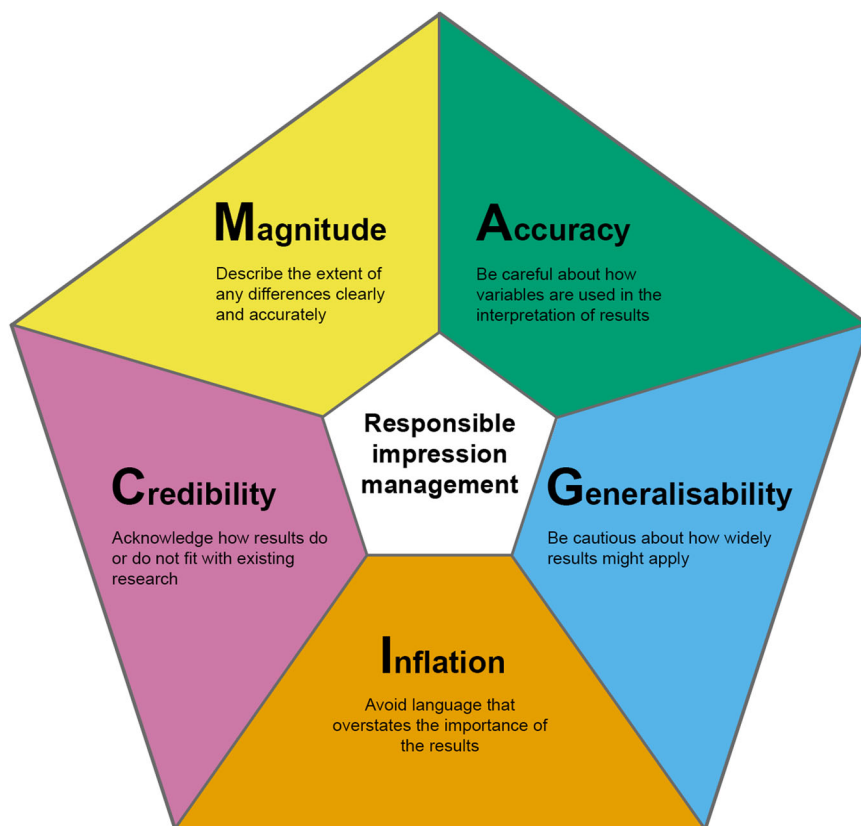 Magnitude
Describe the extent of
any differences clearly
and accurately
Accuracy
Be careful about how
variables are used in the
interpretation of results
Responsible
impression
management
Credibility
Acknowledge how results do
or do not fit with existing
research
Generalisability
Be cautious about how widely
results might apply
Inflation
Avoid language that
overstates the importance of
the results